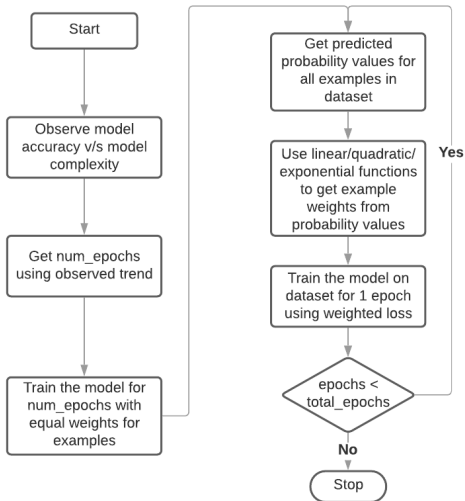 Start
Observe model
accuracy v/s model
complexity
Get num_epochs
using observed trend
Train the model for
num_epochs with
equal weights for
examples
Get predicted
probability values for
all examples in
dataset
Use linear/quadratic/
exponential functions
to get example
weights from
probability values
Train the model on
dataset for 1 epoch
using weighted loss
epochs <
total_epochs
Yes
No
Stop